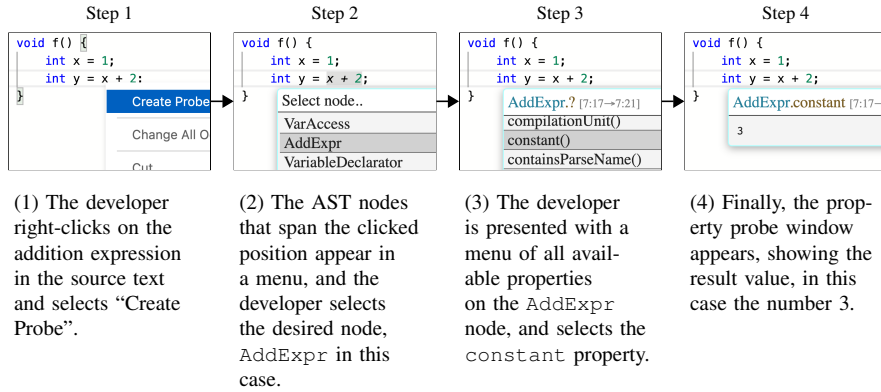 Step 1
void f() {
int x = 1;
int y = x + 2:
}
Create Probe
Change All O
Cut
(1) The developer
right-clicks on the
addition expression
in the source text
and selects “Create
Probe”.
Step 2
void f() {
int x = 1;
int y = x + 2;
}
Select node..
VarAccess
AddExpr
VariableDeclarator
(2) The AST nodes
that span the clicked
position appear in
a menu, and the
developer selects
the desired node,
AddExpr in this
case.
Step 3
void f() {
int x = 1;
int y = x + 2;
}
AddExpr.? [7:17→7:21]
compilationUnit()
constant()
containsParseName()
(3) The developer
is presented with a
menu of all avail-
able properties
on the AddExpr
node, and selects the
constant property.
Step 4
void f() {
int x = 1;
int y = x + 2;
}
AddExpr.constant [7:17→
3
(4) Finally, the prop-
erty probe window
appears, showing the
result value, in this
case the number 3.